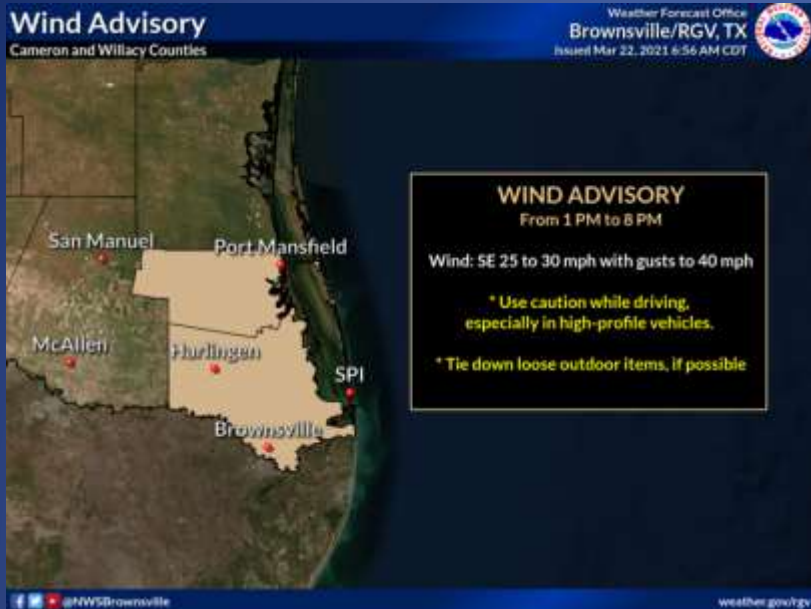 Wind Advisory
Cameron and Willacy Counties
Weather Forecast Office
Brownsville/RGV, TX
Issued Mar 22, 2021 6:56 AM CDT
San Manuel
Port Mansfield
McAllen
Harlingen
SPI
Brownsville
WIND ADVISORY
From 1 PM to 8 PM
Wind: SE 25 to 30 mph with gusts to 40 mph
* Use caution while driving,
especially in high-profile vehicles.
* Tie down loose outdoor items, if possible
@NWSBrownsville
weather.gov/rgv